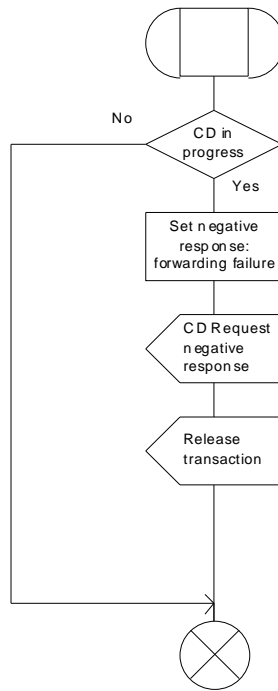 No
CD in
progress
Yes
Set negative
response:
forwarding failure
CD Request
negative
response
Release
transaction